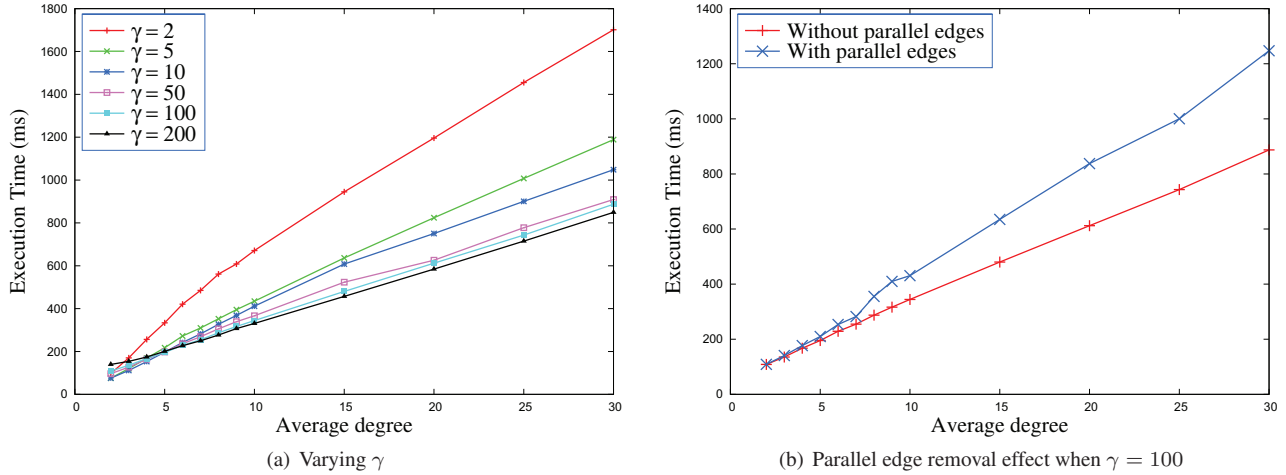 1800
1600
1400
1200
1000
800
600
400
200
0
Execution Time (ms)
γ = 2
γ = 5
γ = 10
γ = 50
γ = 100
γ = 200
0 5 10 15 20 25 30
Average degree
(a) Varying γ
1400
1200
1000
800
600
400
200
0
Execution Time (ms)
Without parallel edges
With parallel edges
0 5 10 15 20 25 30
Average degree
(b) Parallel edge removal effect when γ = 100